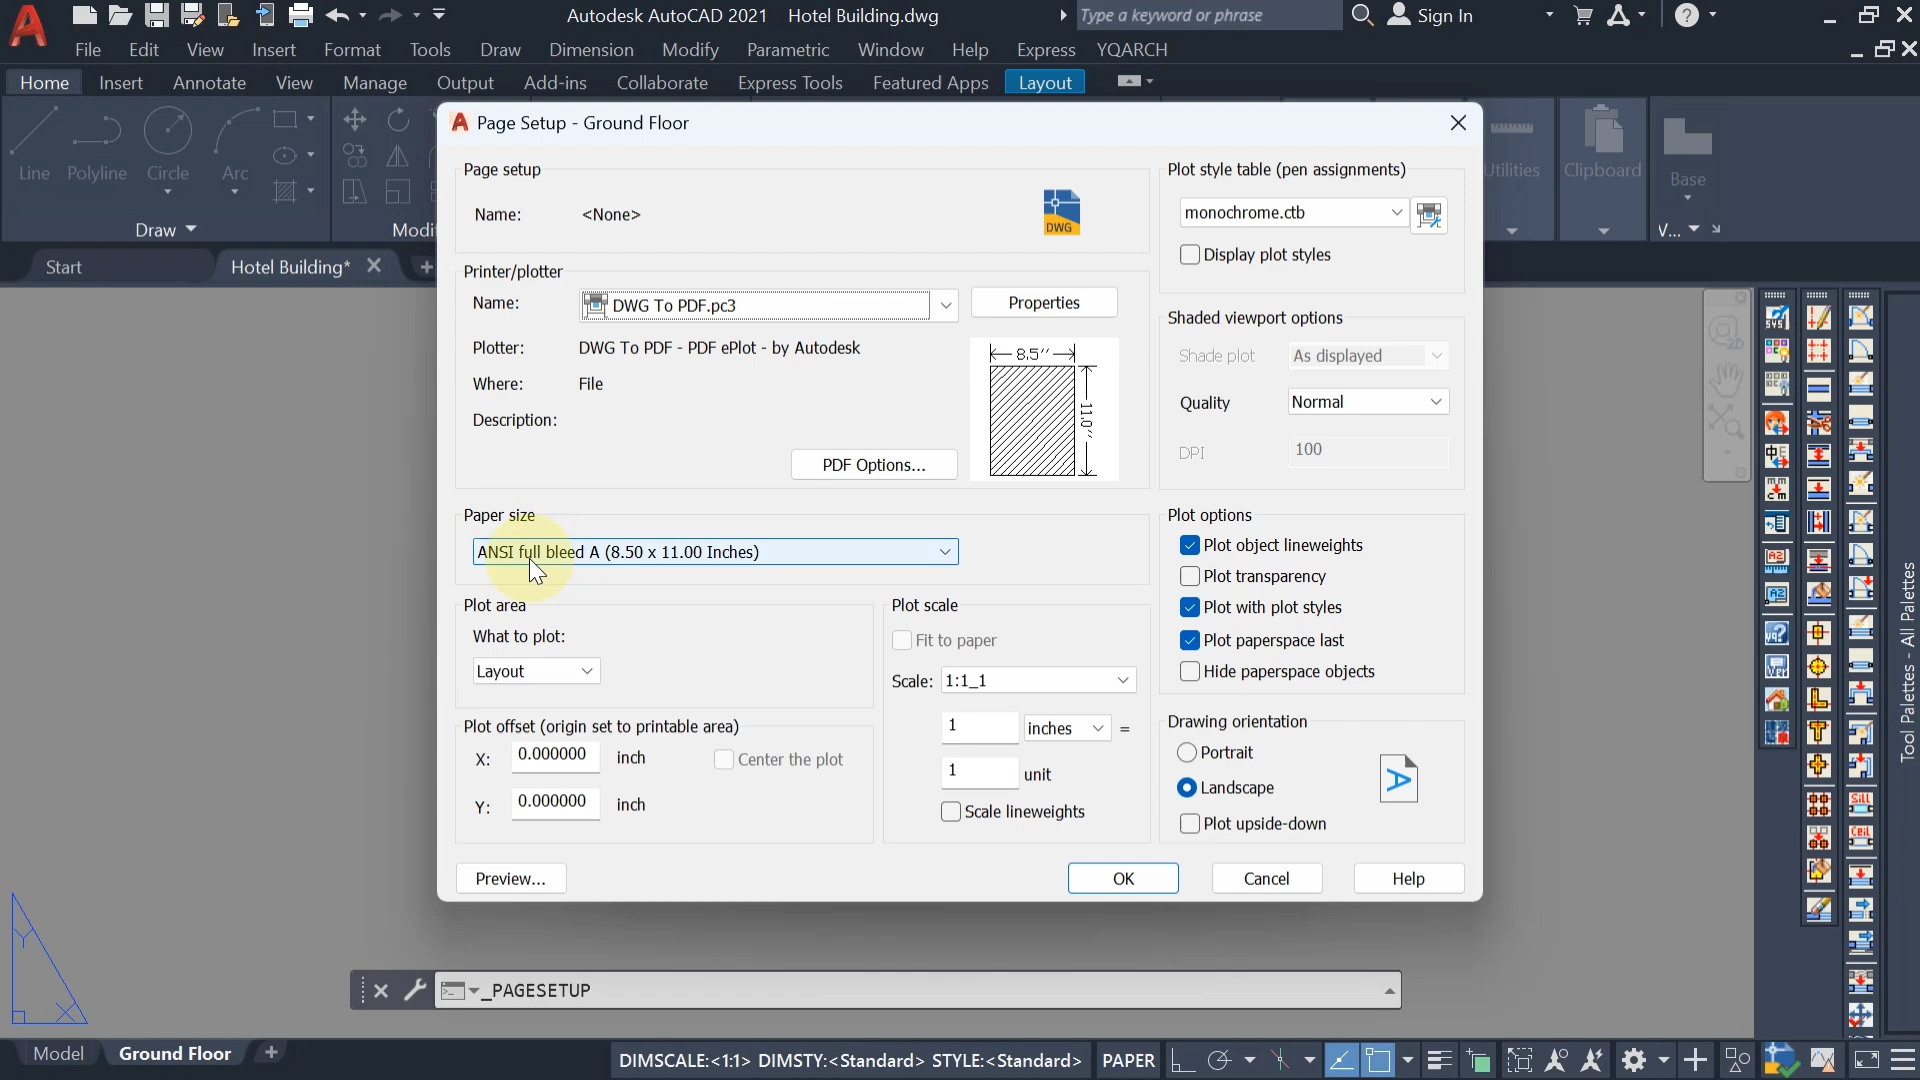 Autodesk AutoCAD 2021 Hotel Building.dwg
Type a keyword or phrase
Sign In
File Edit View Insert Format Tools Draw Dimension Modify Parametric Window Help Express YQARCH
Home Insert Annotate View Manage Output Add-ins Collaborate Express Tools Featured Apps Layout
Line Polyline Circle Arc
Utilities Clipboard Base
Draw
V...
Start Hotel Building*
Page Setup - Ground Floor
Page setup
Name: <None>
DWG
Printer/plotter
Name: DWG To PDF.pc3
Properties
Plotter: DWG To PDF - PDF ePlot - by Autodesk
Where: File
Description:
PDF Options...
8.5''
11.0''
Paper size
ANSI full bleed A (8.50 x 11.00 Inches)
Plot area
What to plot:
Layout
Plot offset (origin set to printable area)
X: 0.000000 inch
Center the plot
Y: 0.000000 inch
Plot scale
Fit to paper
Scale: 1:1_1
1 inches =
1 unit
Scale lineweights
Plot style table (pen assignments)
monochrome.ctb
Display plot styles
Shaded viewport options
Shade plot As displayed
Quality Normal
DPI 100
Plot options
Plot object lineweights
Plot transparency
Plot with plot styles
Plot paperspace last
Hide paperspace objects
Drawing orientation
Portrait
Landscape
A
Plot upside-down
Preview... OK Cancel Help
_PAGESETUP
Y
X
Tool Palettes - All Palettes
Model Ground Floor
DIMSCALE:<1:1> DIMSTY:<Standard> STYLE:<Standard> PAPER